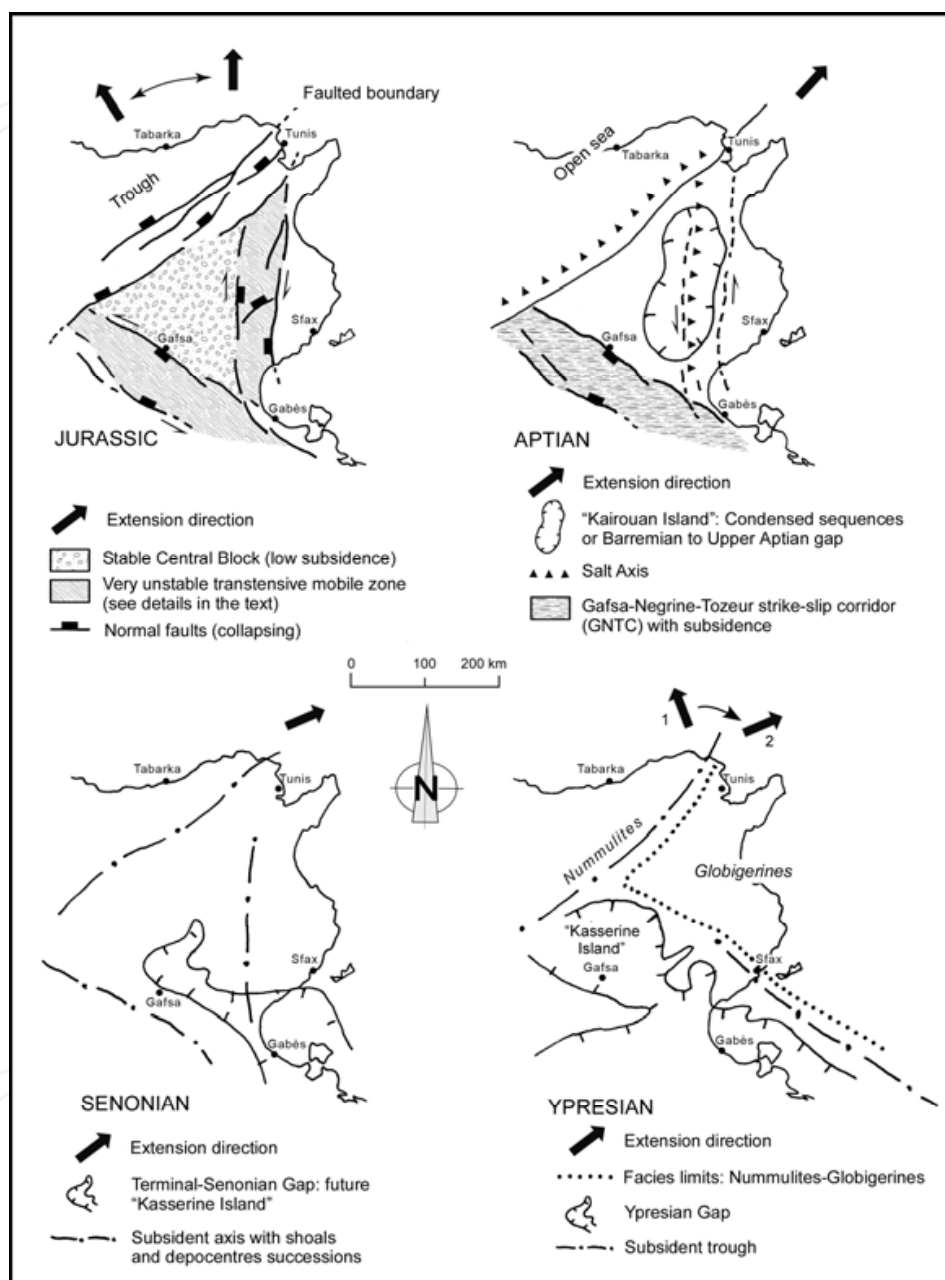 Faulted boundary
Tabarka
Tunis
Trough
Sfax
Gafsa
Gabès
JURASSIC
Extension direction
Stable Central Block (low subsidence)
Very unstable transtensive mobile zone
(see details in the text)
Normal faults (collapsing)
Open sea
Tabarka
Tunis
Sfax
Gafsa
Gabès
APTIAN
Extension direction
"Kairouan Island": Condensed sequences
or Barremian to Upper Aptian gap
Salt Axis
Gafsa-Negrine-Tozeur strike-slip corridor
(GNTC) with subsidence
0 100 200 km
N
Tabarka
Tunis
Sfax
Gafsa
Gabès
SENONIAN
Extension direction
Terminal-Senonian Gap: future
"Kasserine Island"
Subsident axis with shoals
and depocentres successions
1
2
Tabarka
Tunis
Nummulites
Globigerines
"Kasserine
Island"
Gafsa
Sfax
Gabès
YPRESIAN
Extension direction
Facies limits: Nummulites-Globigerines
Ypresian Gap
Subsident trough